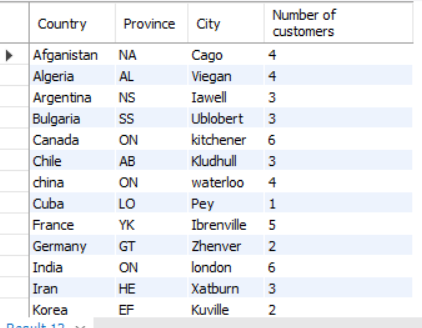 Country Province City Number of customers
Afganistan NA Cago 4
Algeria AL Viegan 4
Argentina NS Iawell 3
Bulgaria SS Ublobert 3
Canada ON kitchener 6
Chile AB Kludhull 3
china ON waterloo 4
Cuba LO Pey 1
France YK Ibrenville 5
Germany GT Zhenver 2
India ON london 6
Iran HE Xatburn 3
Korea EF Kuville 2